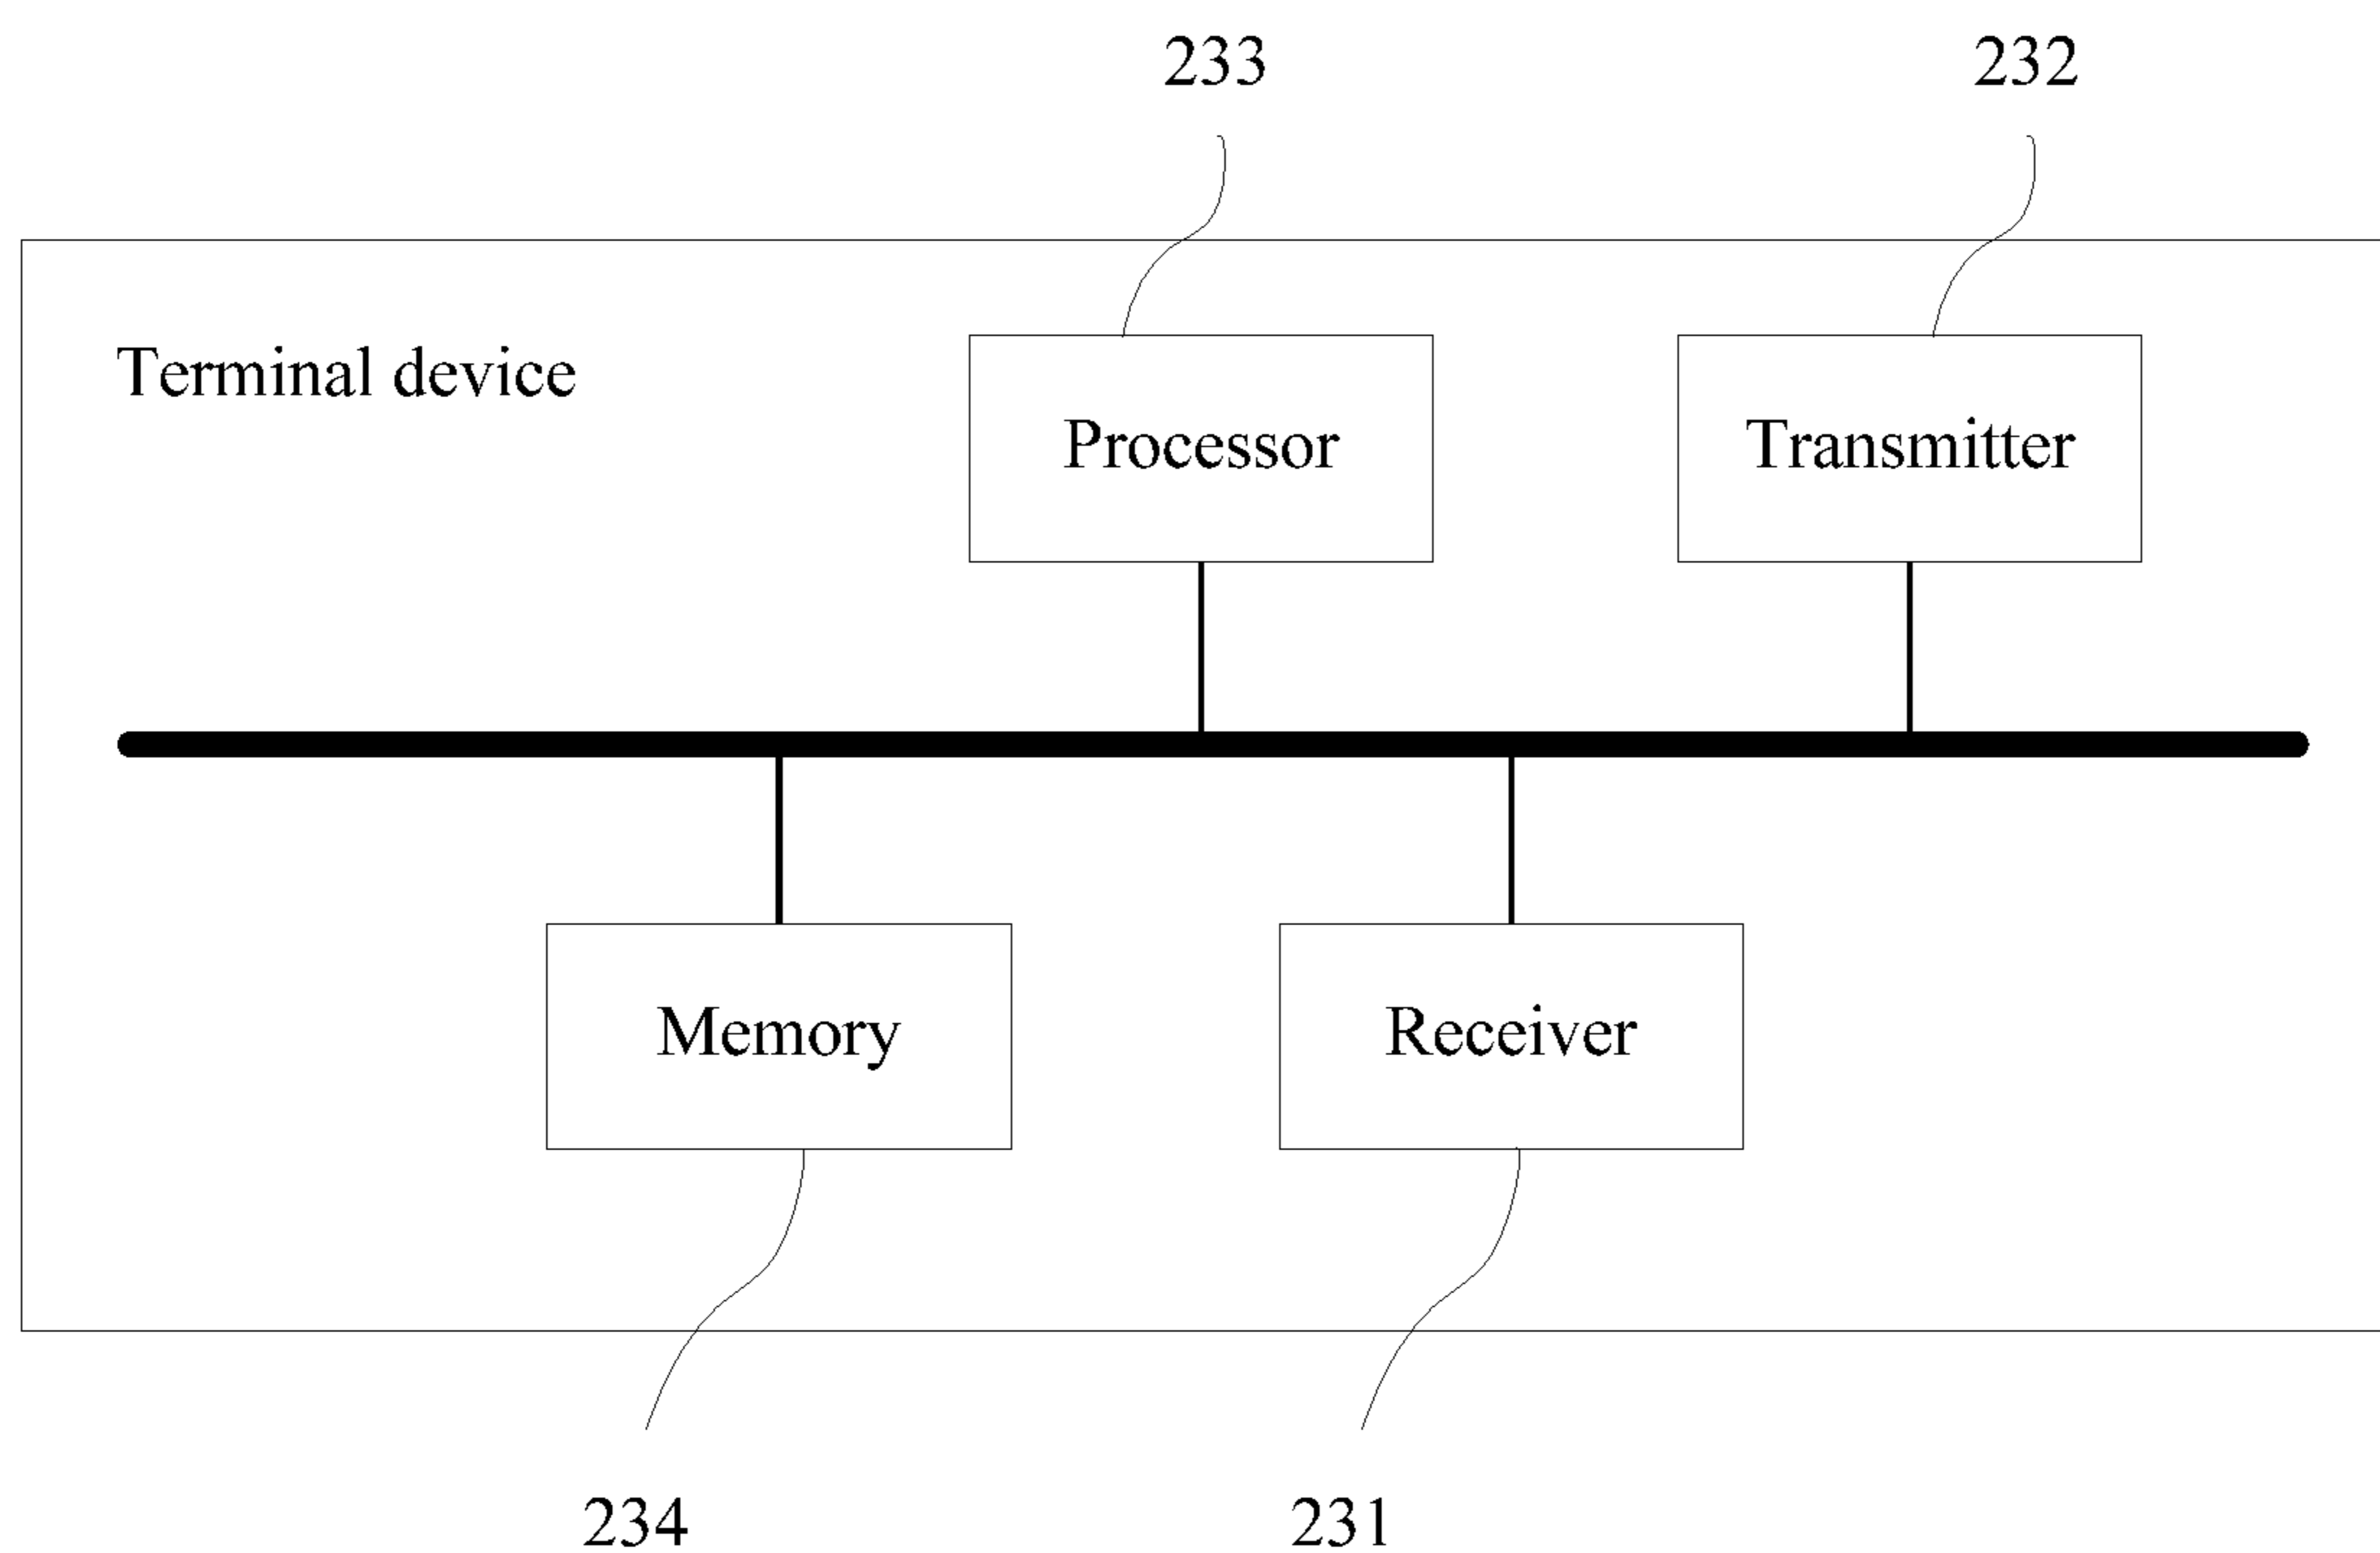 233
232
Terminal device
Processor
Transmitter
Memory
Receiver
234
231